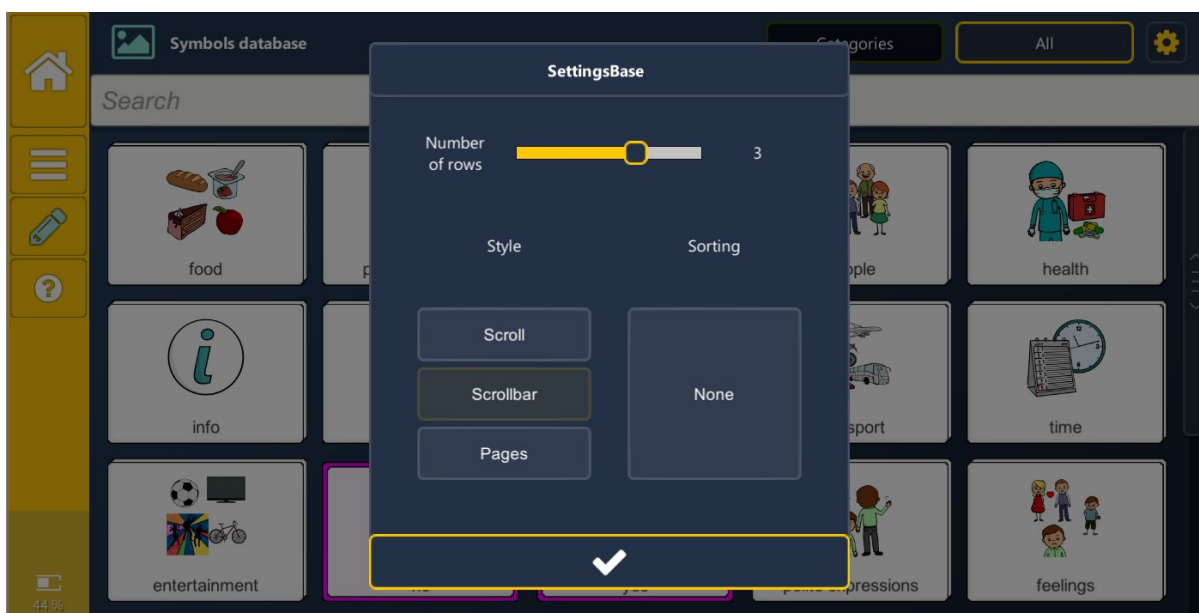 Symbols database
Categories
All
SettingsBase
Search
Number
of rows
3
Style
Sorting
food
health
Scroll
Scrollbar
None
Pages
info
time
entertainment
feelings
44 %